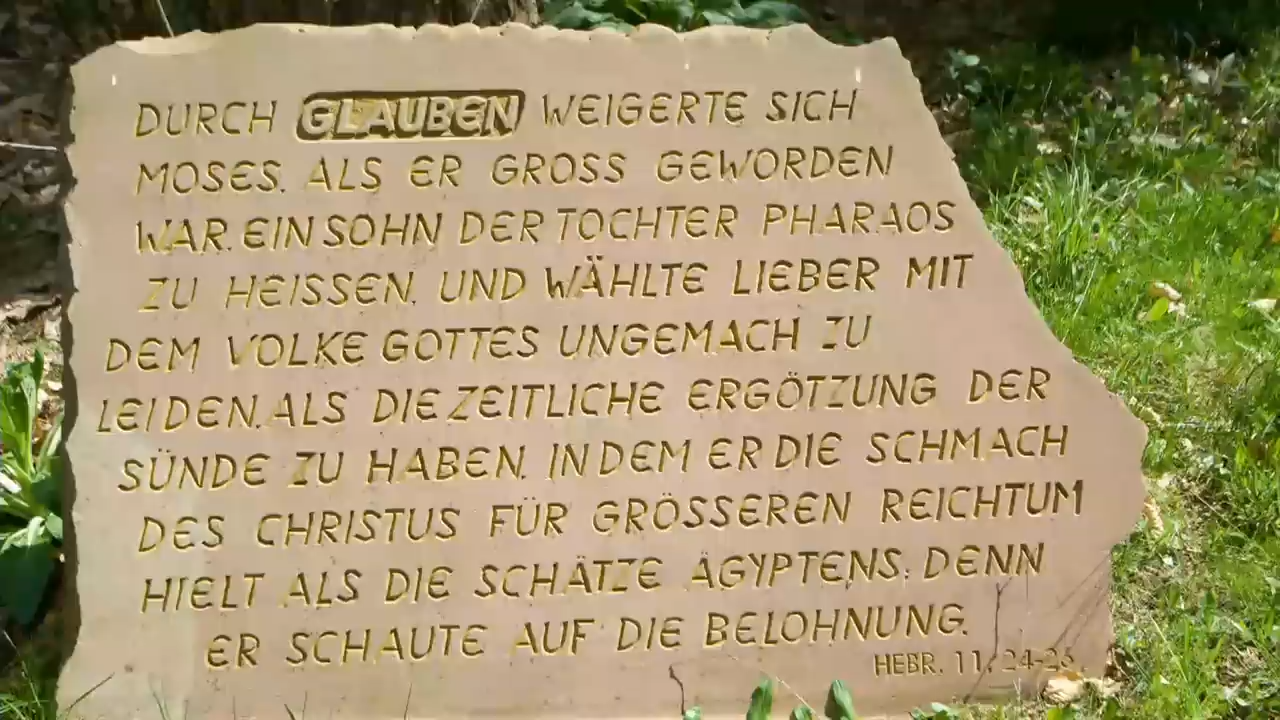 DURCH GLAUBEN WEIGERTE SICH
MOSES, ALS ER GROSS GEWORDEN
WAR, EIN SOHN DER TOCHTER PHARAOS
ZU HEISSEN, UND WÄHLTE LIEBER MIT
DEM VOLKE GOTTES UNGEMACH ZU
LEIDEN, ALS DIE ZEITLICHE ERGÖTZUNG DER
SÜNDE ZU HABEN, INDEM ER DIE SCHMACH
DES CHRISTUS FÜR GRÖSSEREN REICHTUM
HIELT ALS DIE SCHÄTZE ÄGYPTENS; DENN
ER SCHAUTE AUF DIE BELOHNUNG.
HEBR. 11, 24-26.